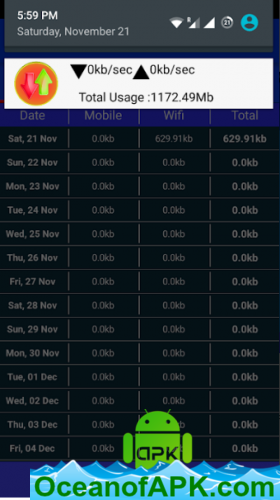 5:59 PM
Saturday, November 21
27
▼0kb/sec▲0kb/sec
Total Usage :1172.49Mb
Date Mobile Wifi Total
Sat, 21 Nov 0.0kb 629.91kb 629.91kb
Sun, 22 Nov 0.0kb 0.0kb 0.0kb
Mon, 23 Nov 0.0kb 0.0kb 0.0kb
Tue, 24 Nov 0.0kb 0.0kb 0.0kb
Wed, 25 Nov 0.0kb 0.0kb 0.0kb
Thu, 26 Nov 0.0kb 0.0kb 0.0kb
Fri, 27 Nov 0.0kb 0.0kb 0.0kb
Sat, 28 Nov 0.0kb 0.0kb 0.0kb
Sun, 29 Nov 0.0kb 0.0kb 0.0kb
Mon, 30 Nov 0.0kb 0.0kb 0.0kb
Tue, 01 Dec 0.0kb 0.0kb 0.0kb
Wed, 02 Dec 0.0kb 0.0kb 0.0kb
Thu, 03 Dec 0.0kb 0.0kb
Fri, 04 Dec 0.0kb 0.0kb
APK
OceanofAPK.com